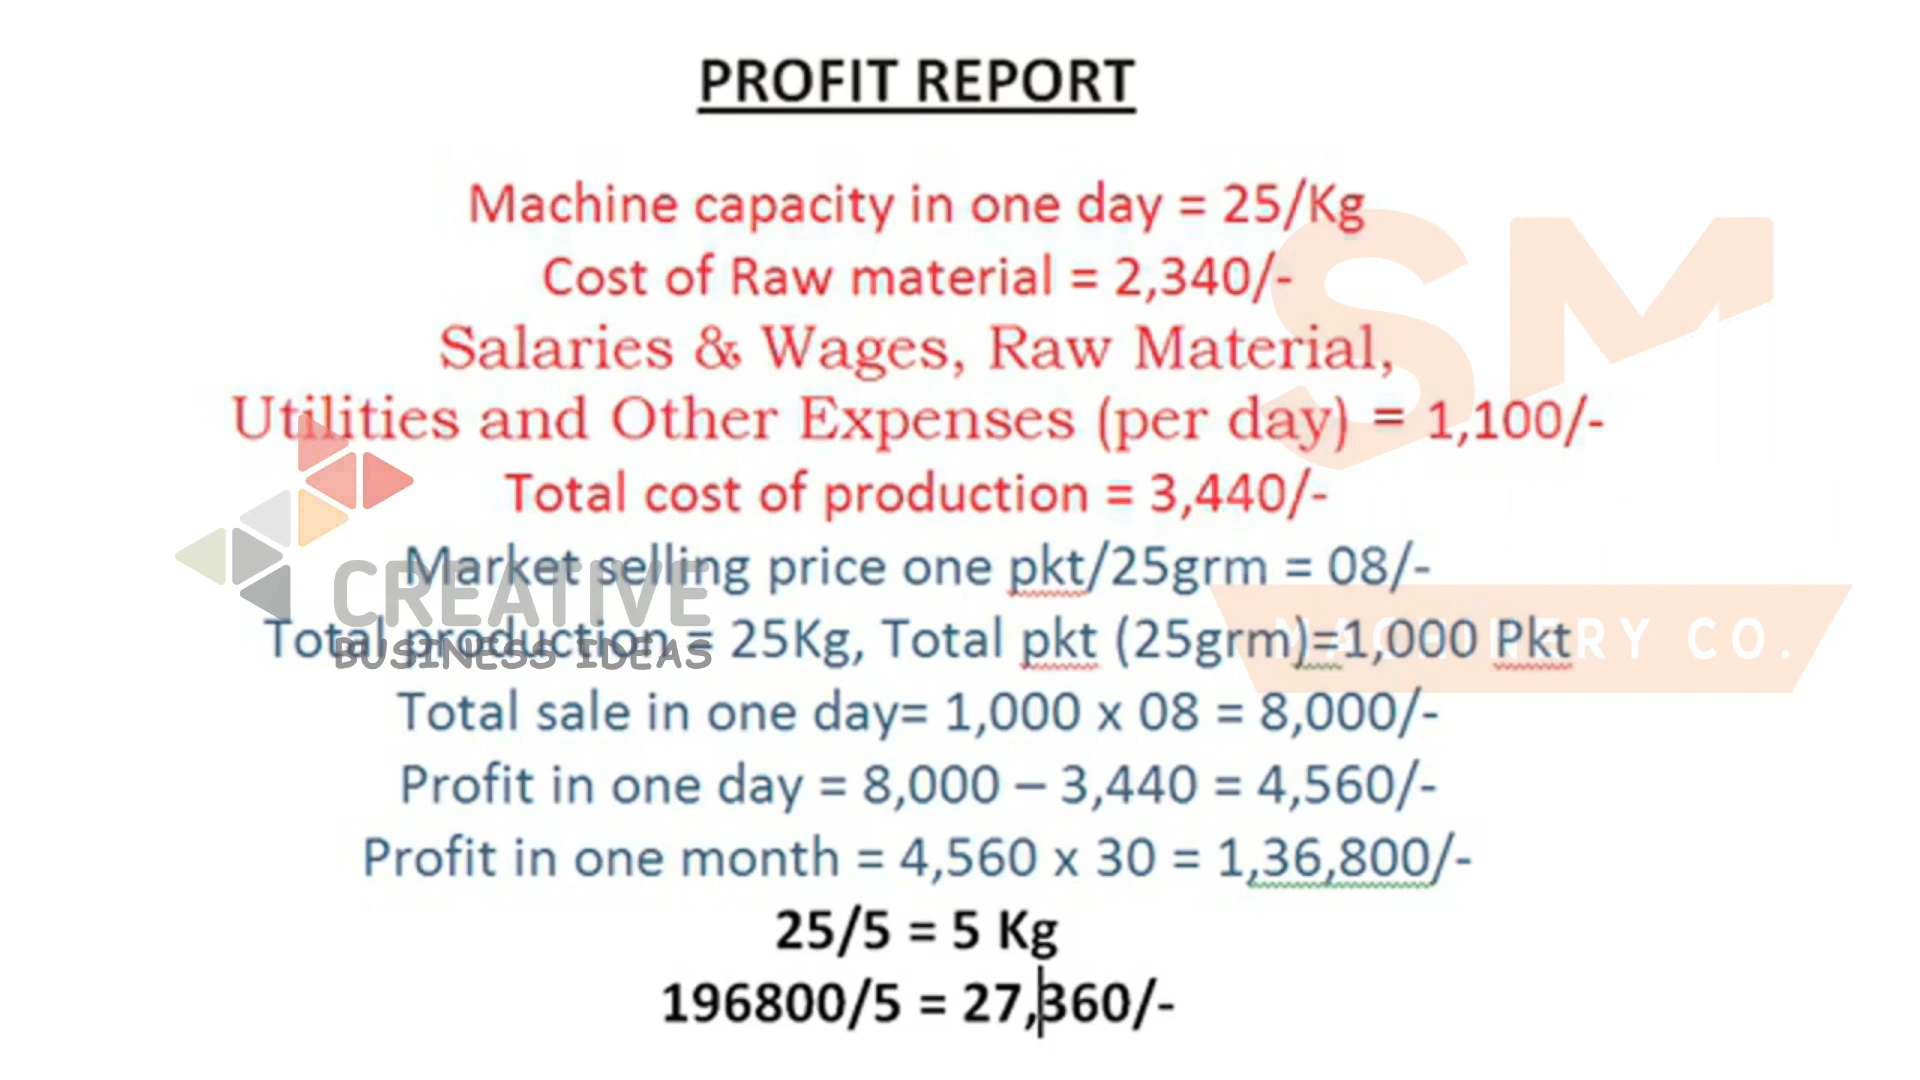 PROFIT REPORT
Machine capacity in one day = 25/Kg
Cost of Raw material = 2,340/-
Salaries & Wages, Raw Material,
Utilities and Other Expenses (per day) = 1,100/-
Total cost of production = 3,440/-
Market selling price one pkt/25grm = 08/-
Total production = 25Kg, Total pkt (25grm)=1,000 Pkt
Total sale in one day= 1,000 x 08 = 8,000/-
Profit in one day = 8,000 – 3,440 = 4,560/-
Profit in one month = 4,560 x 30 = 1,36,800/-
25/5 = 5 Kg
196800/5 = 27,360/-
CREATIVE
BUSINESS IDEAS
SM
MACHINERY CO.